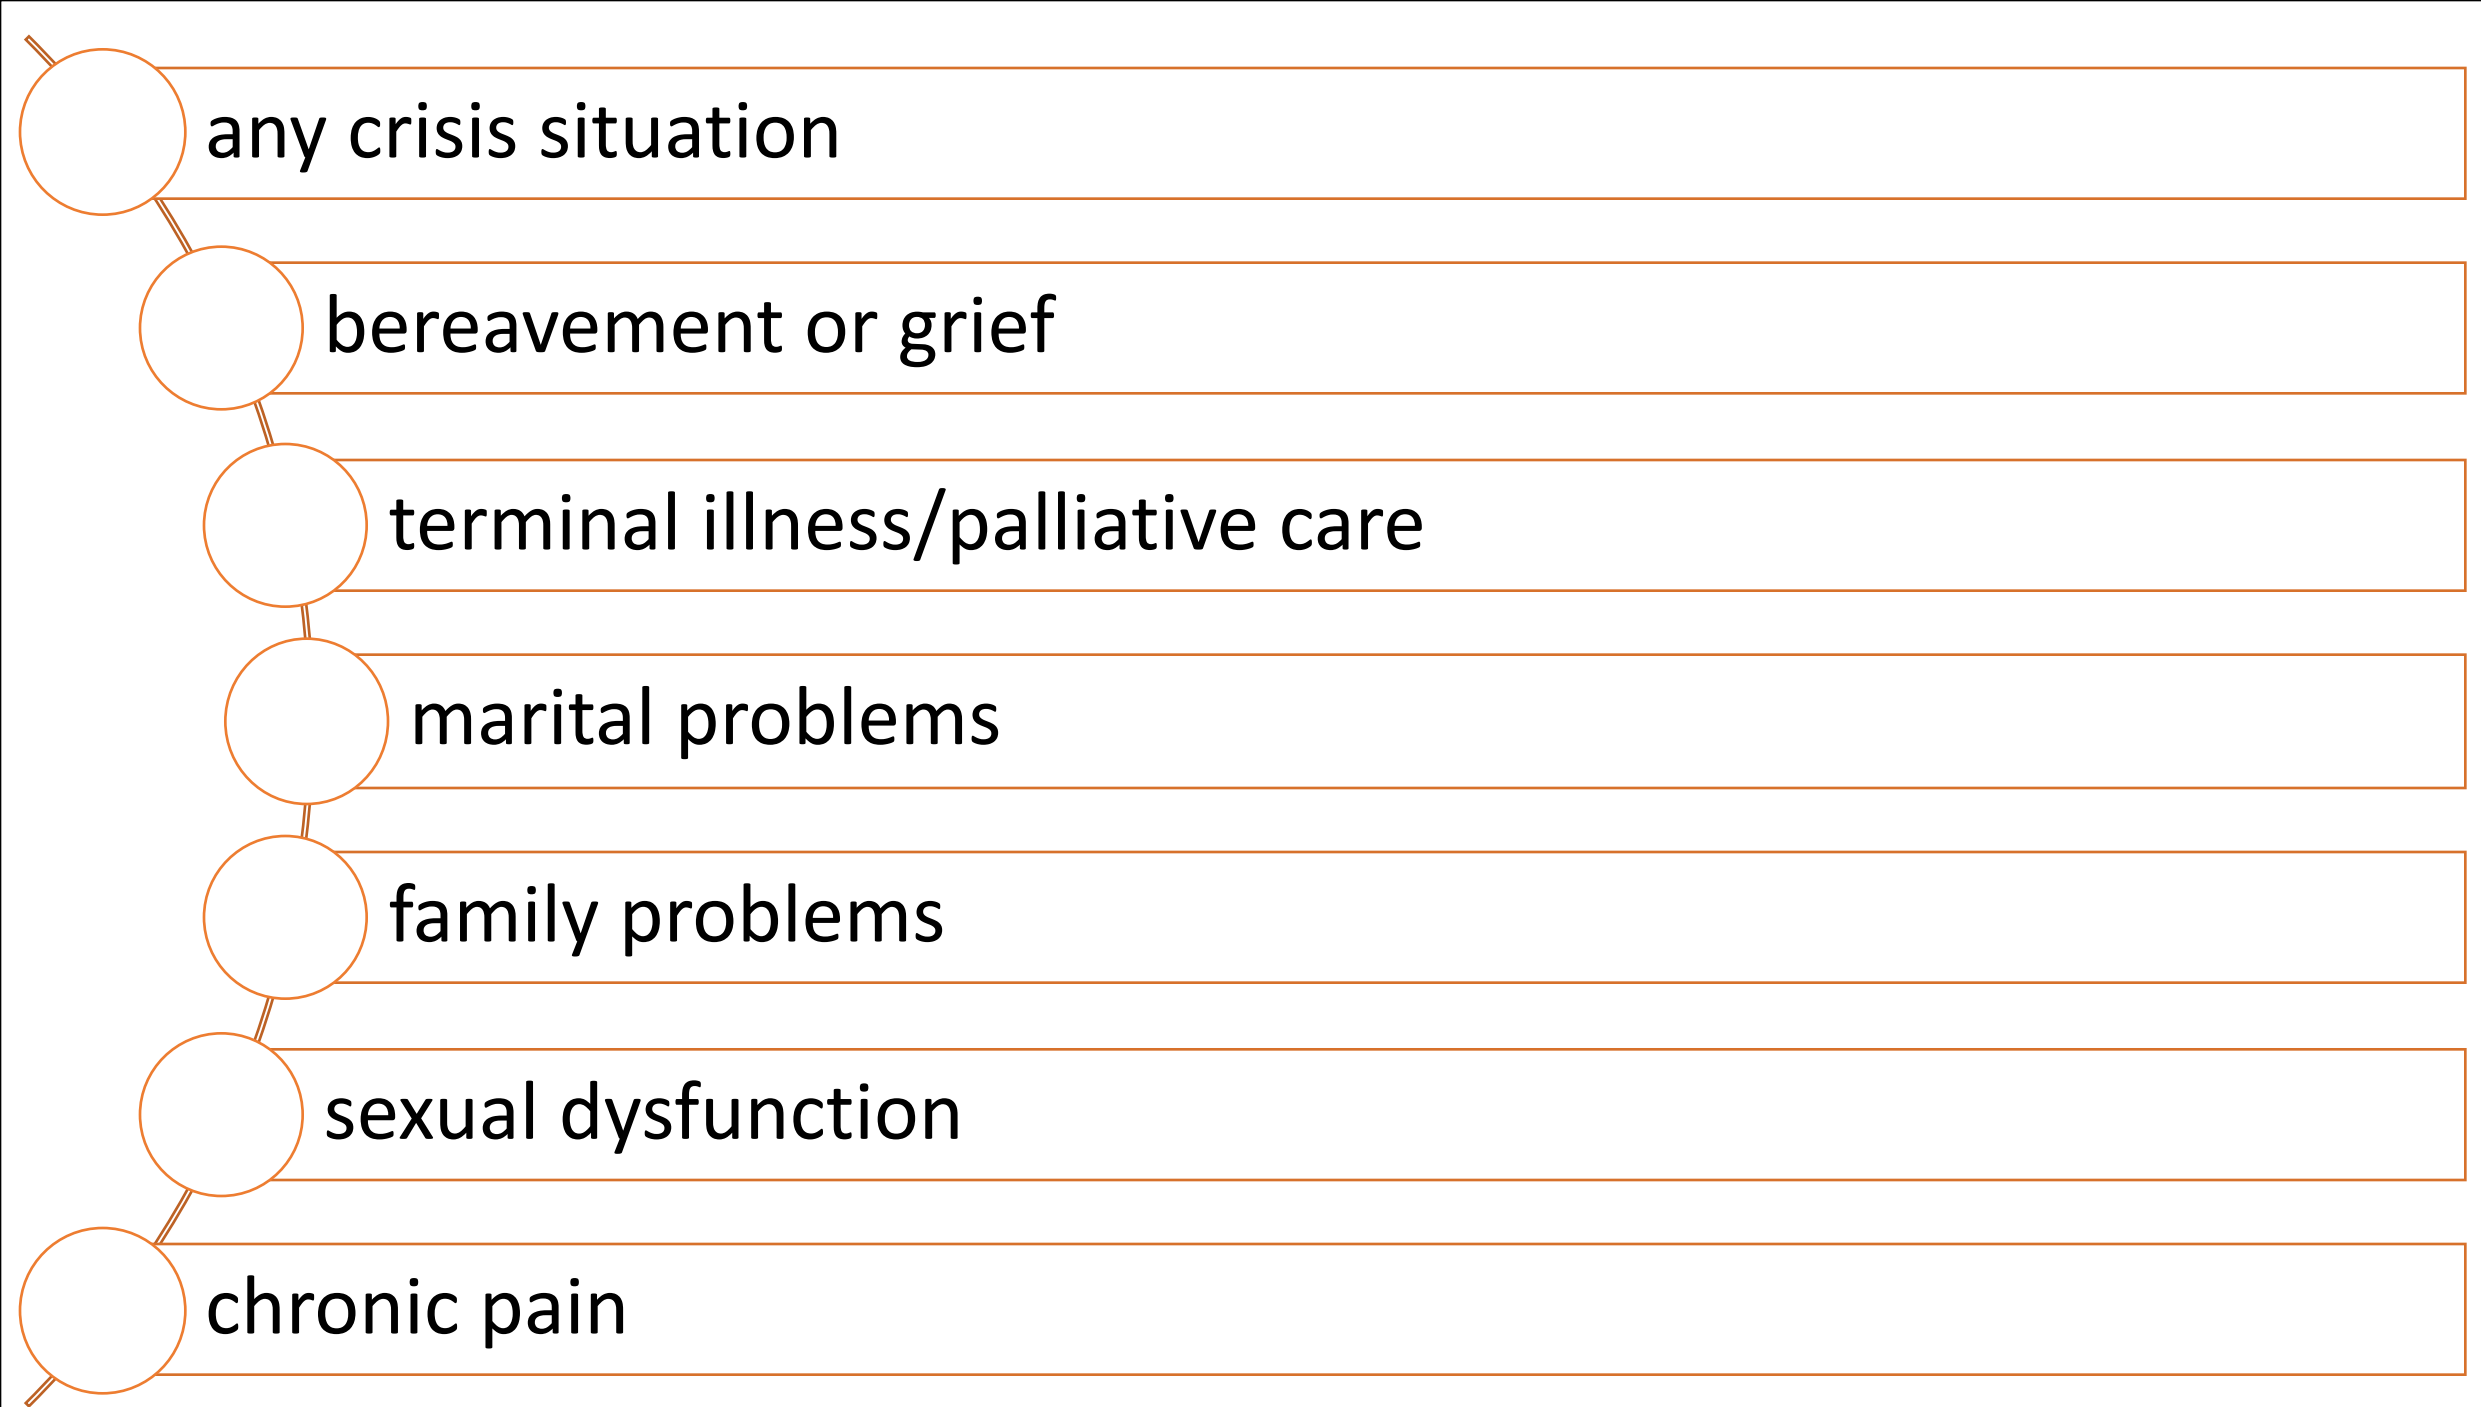 any crisis situation
bereavement or grief
terminal illness/palliative care
marital problems
family problems
sexual dysfunction
chronic pain